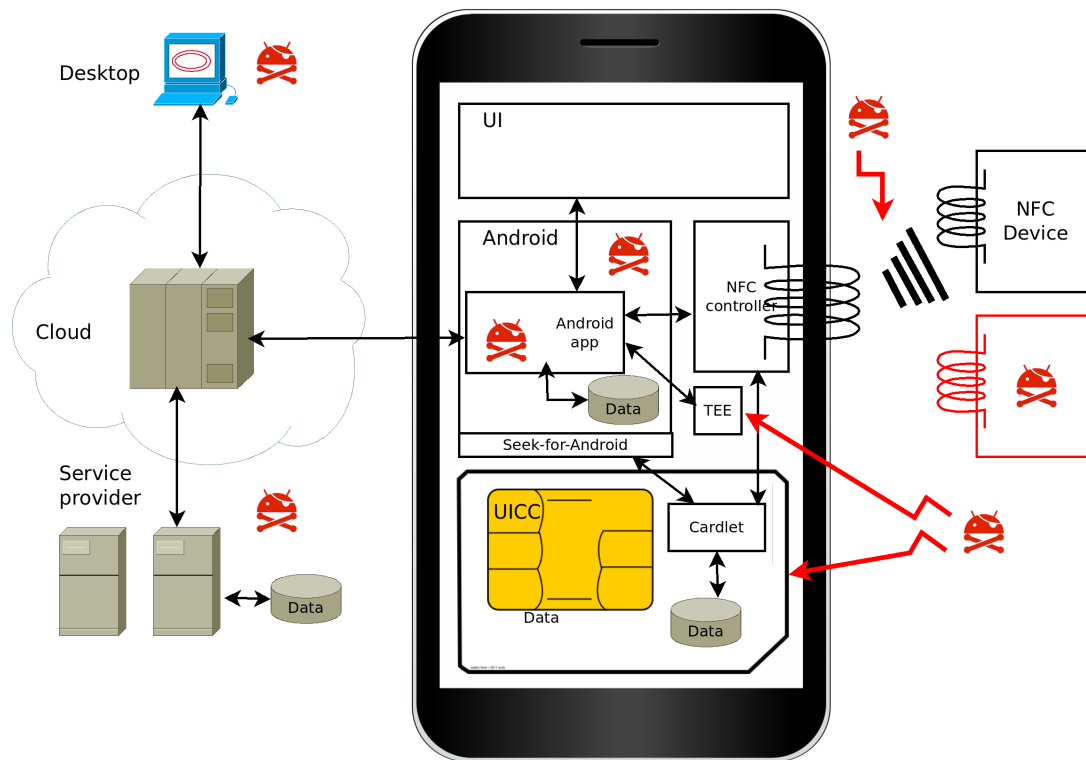 Desktop
UI
Android
NFC
Device
NFC
controller
Cloud
Android
app
Data
TEE
Seek-for-Android
Service
provider
UICC
Cardlet
Data
Data
Data